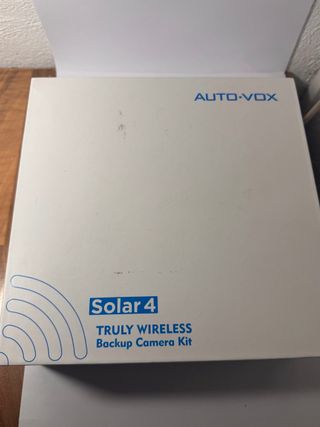 AUTO-VOX
Solar 4
TRULY WIRELESS
Backup Camera Kit